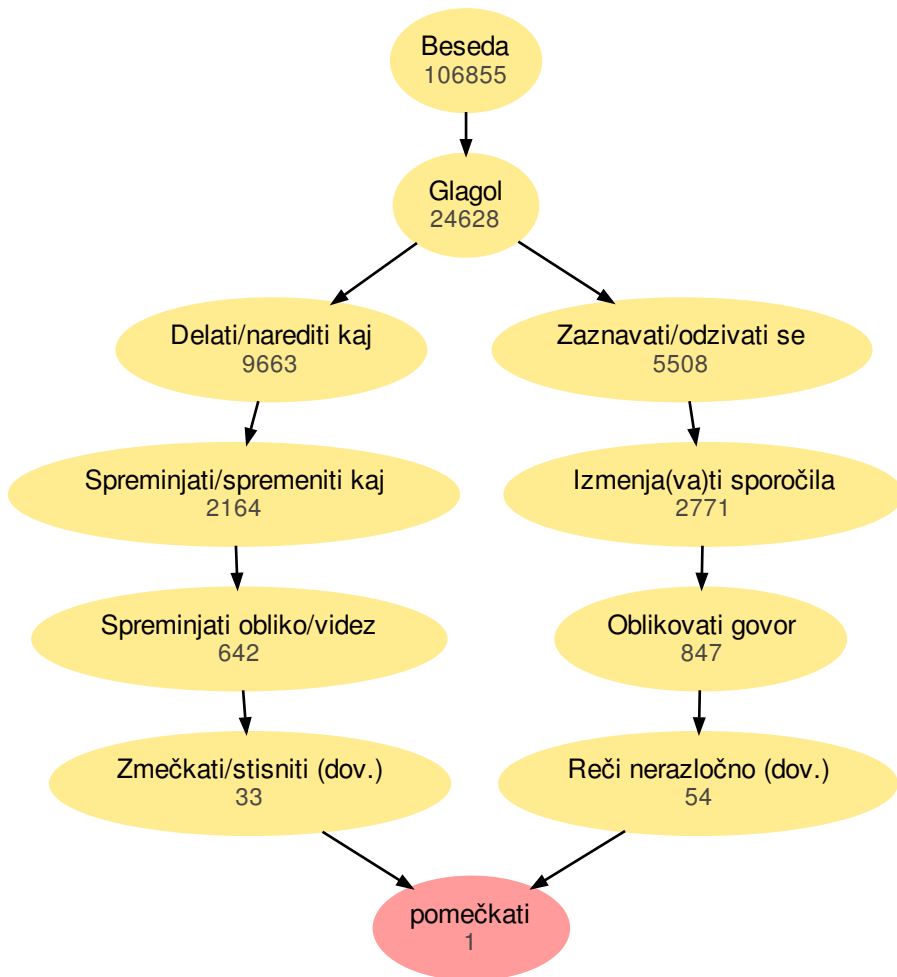 Beseda
106855
Glagol
24628
Delati/narediti kaj
9663
Zaznavati/odzivati se
5508
Spreminjati/spremeniti kaj
2164
Izmenja(va)ti sporočila
2771
Spreminjati obliko/videz
642
Oblikovati govor
847
Zmečkati/stisniti (dov.)
33
Reči nerazločno (dov.)
54
pomečkati
1